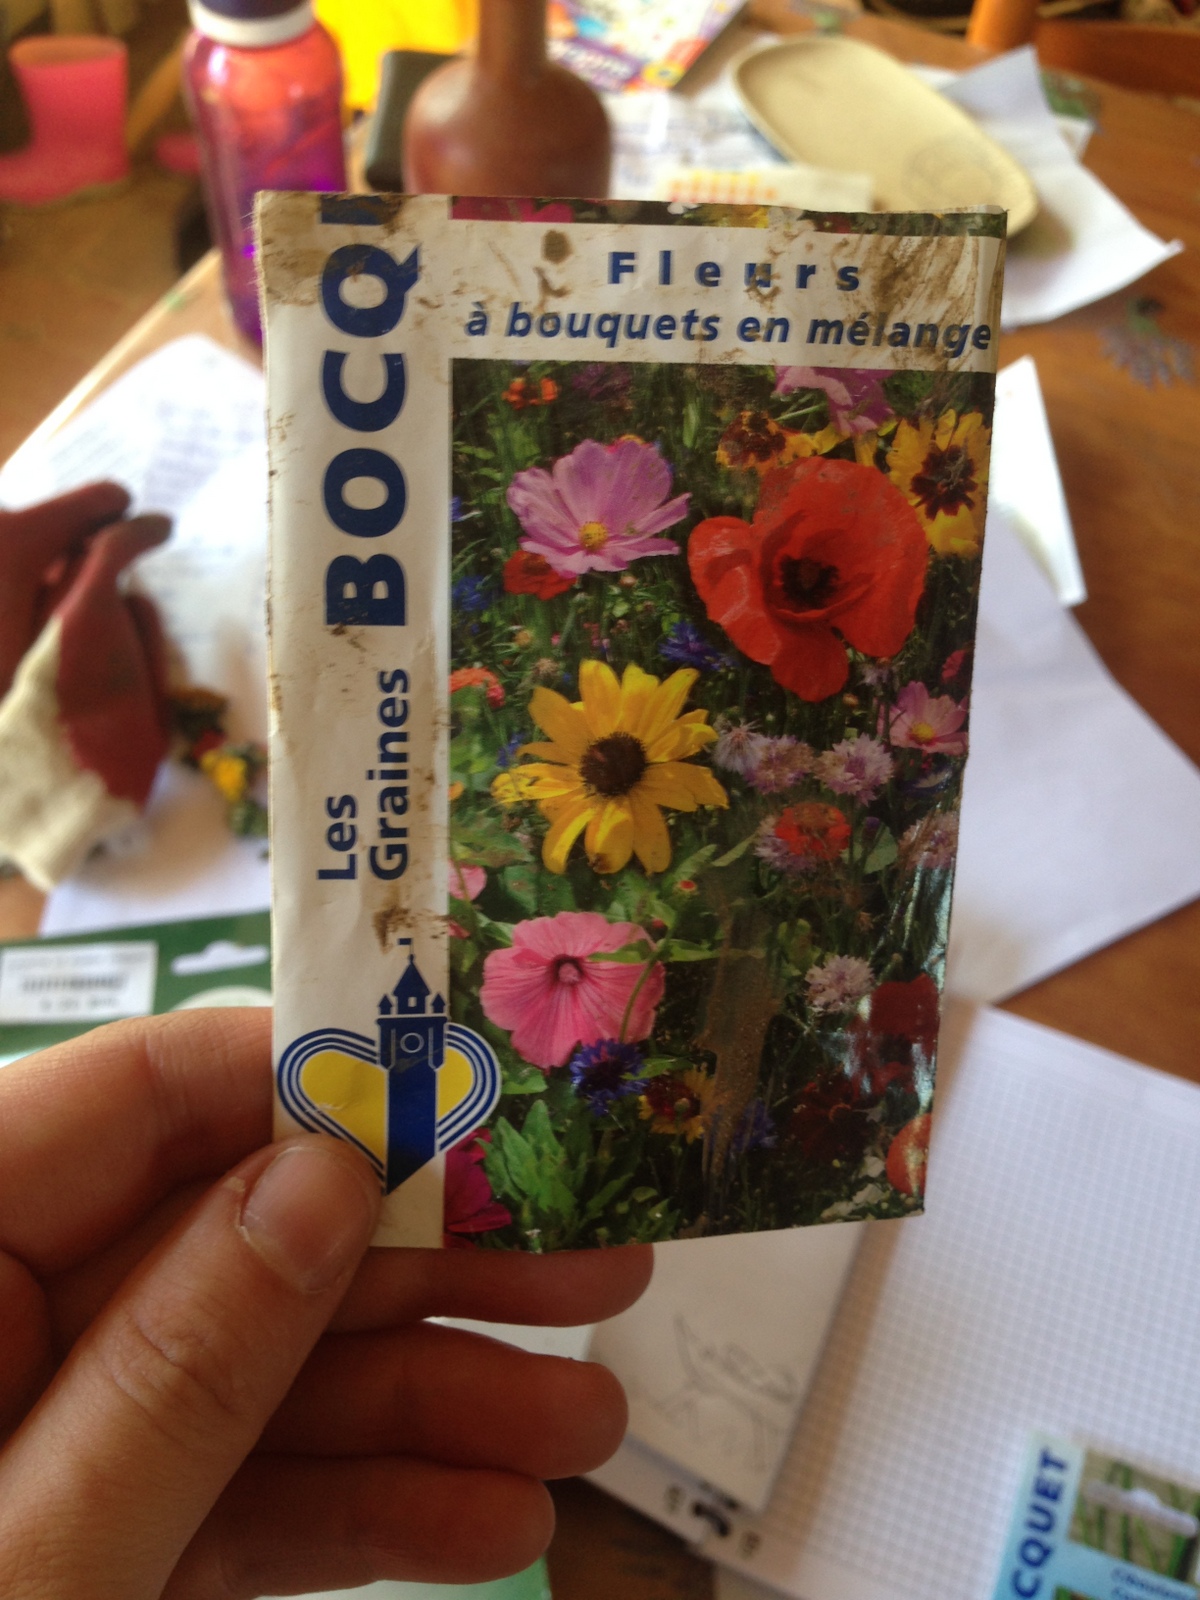 Fleurs
à bouquets en mélange
Les
Graines BOCQ
CQUET